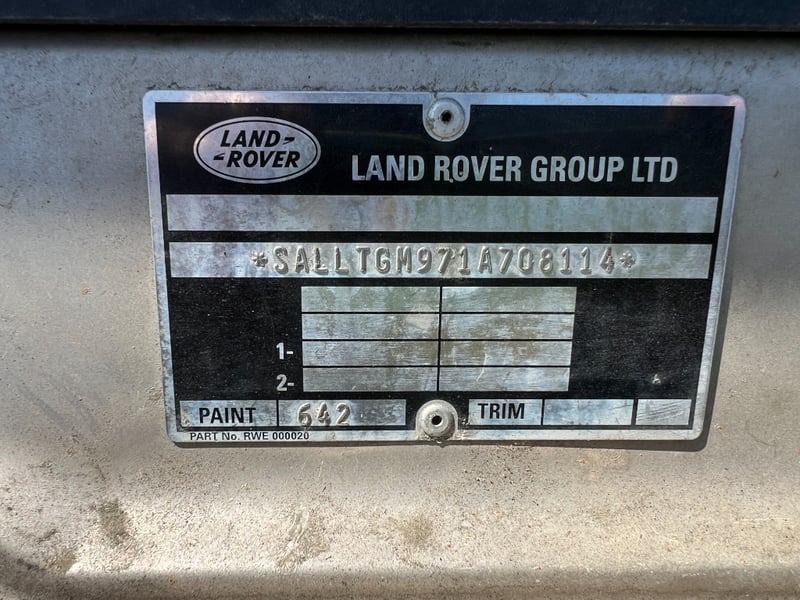 LAND-
-ROVER
LAND ROVER GROUP LTD
*SALLTGM971A708114*
1-
2-
PAINT 642 TRIM
PART No. RWE 000020